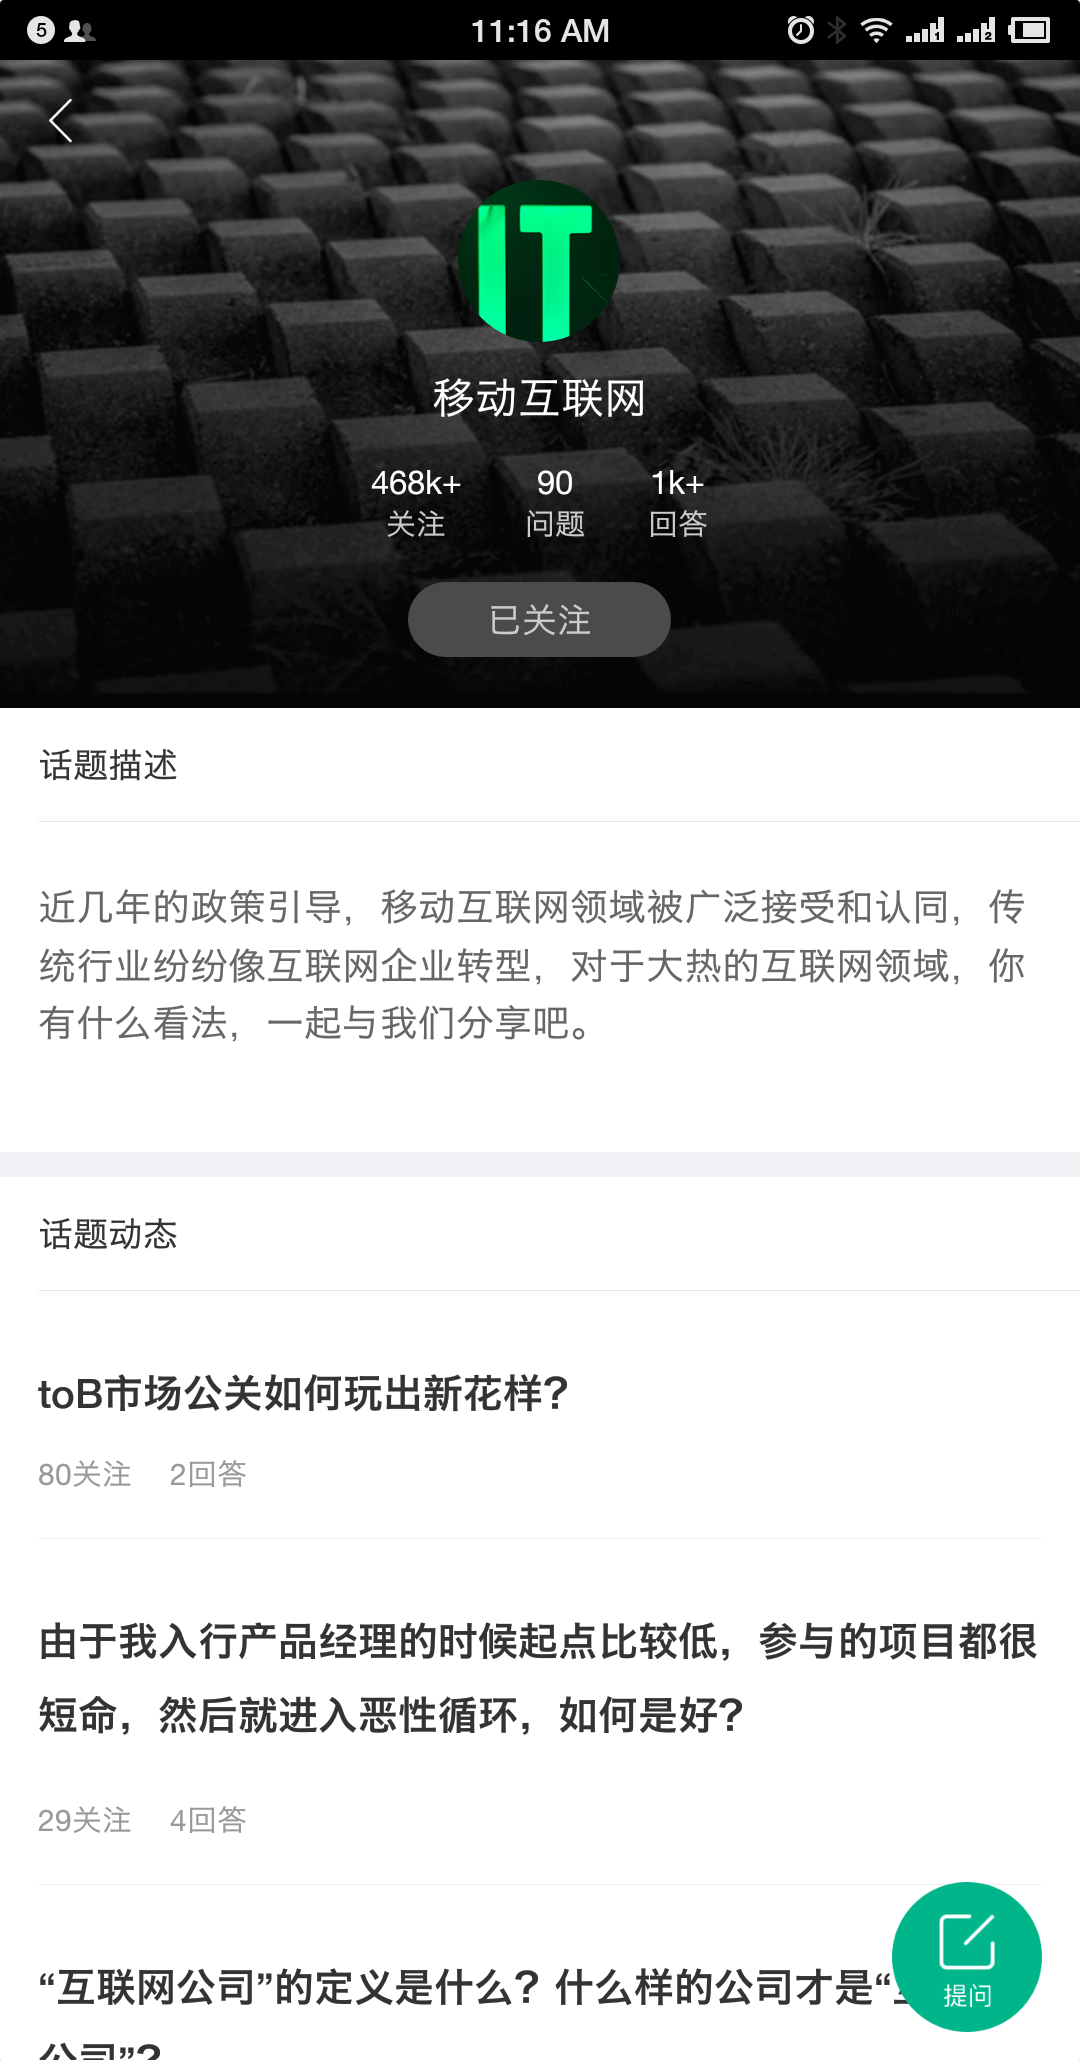 5
11:16 AM
1
2
IT
移动互联网
468k+ 90 1k+
关注 问题 回答
已关注
话题描述
近几年的政策引导，移动互联网领域被广泛接受和认同，传
统行业纷纷像互联网企业转型，对于大热的互联网领域，你
有什么看法，一起与我们分享吧。
话题动态
toB市场公关如何玩出新花样？
80关注 2回答
由于我入行产品经理的时候起点比较低，参与的项目都很
短命，然后就进入恶性循环，如何是好？
29关注 4回答
“互联网公司”的定义是什么？什么样的公司才是“
公司”？
提问